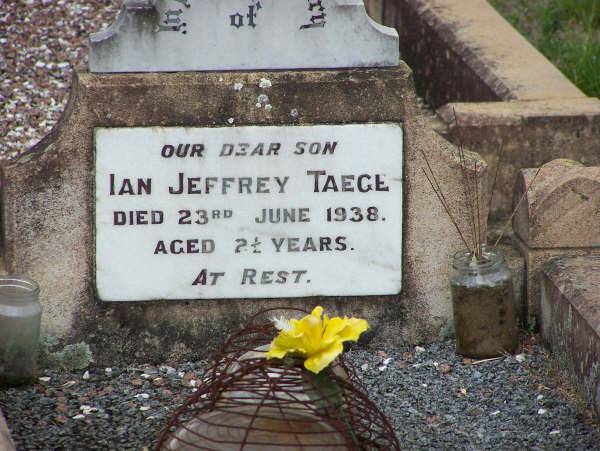 of
OUR DEAR SON
IAN JEFFREY TAEGE
DIED 23RD JUNE 1938.
AGED 2½ YEARS.
AT REST.